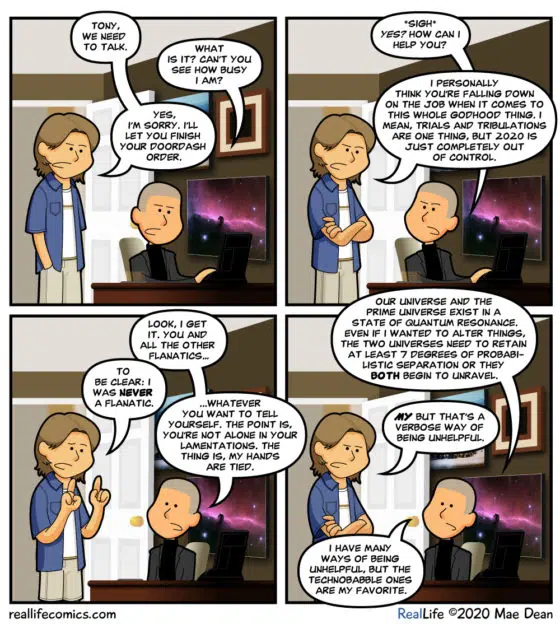 TONY,
WE NEED
TO TALK.
WHAT
IS IT? CAN'T YOU
SEE HOW BUSY
I AM?
YES,
I'M SORRY. I'LL
LET YOU FINISH
YOUR DOORDASH
ORDER.
*SIGH*
YES? HOW CAN I
HELP YOU?
I PERSONALLY
THINK YOU'RE FALLING DOWN
ON THE JOB WHEN IT COMES TO
THIS WHOLE GODHOOD THING. I
MEAN, TRIALS AND TRIBULATIONS
ARE ONE THING, BUT 2020 IS
JUST COMPLETELY OUT
OF CONTROL.
LOOK, I GET
IT. YOU AND
ALL THE OTHER
FLANATICS...
TO
BE CLEAR: I
WAS NEVER
A FLANATIC.
...WHATEVER
YOU WANT TO TELL
YOURSELF. THE POINT IS,
YOU'RE NOT ALONE IN YOUR
LAMENTATIONS. THE
THING IS, MY HANDS
ARE TIED.
OUR UNIVERSE AND THE
PRIME UNIVERSE EXIST IN A
STATE OF QUANTUM RESONANCE.
EVEN IF I WANTED TO ALTER THINGS,
THE TWO UNIVERSES NEED TO RETAIN
AT LEAST 7 DEGREES OF PROBABI-
LISTIC SEPARATION OR THEY
BOTH BEGIN TO UNRAVEL.
MY BUT THAT'S A
VERBOSE WAY OF
BEING UNHELPFUL.
I HAVE MANY
WAYS OF BEING
UNHELPFUL, BUT THE
TECHNOBABBLE ONES
ARE MY FAVORITE.
reallifecomics.com
RealLife ©2020 Mae Dean